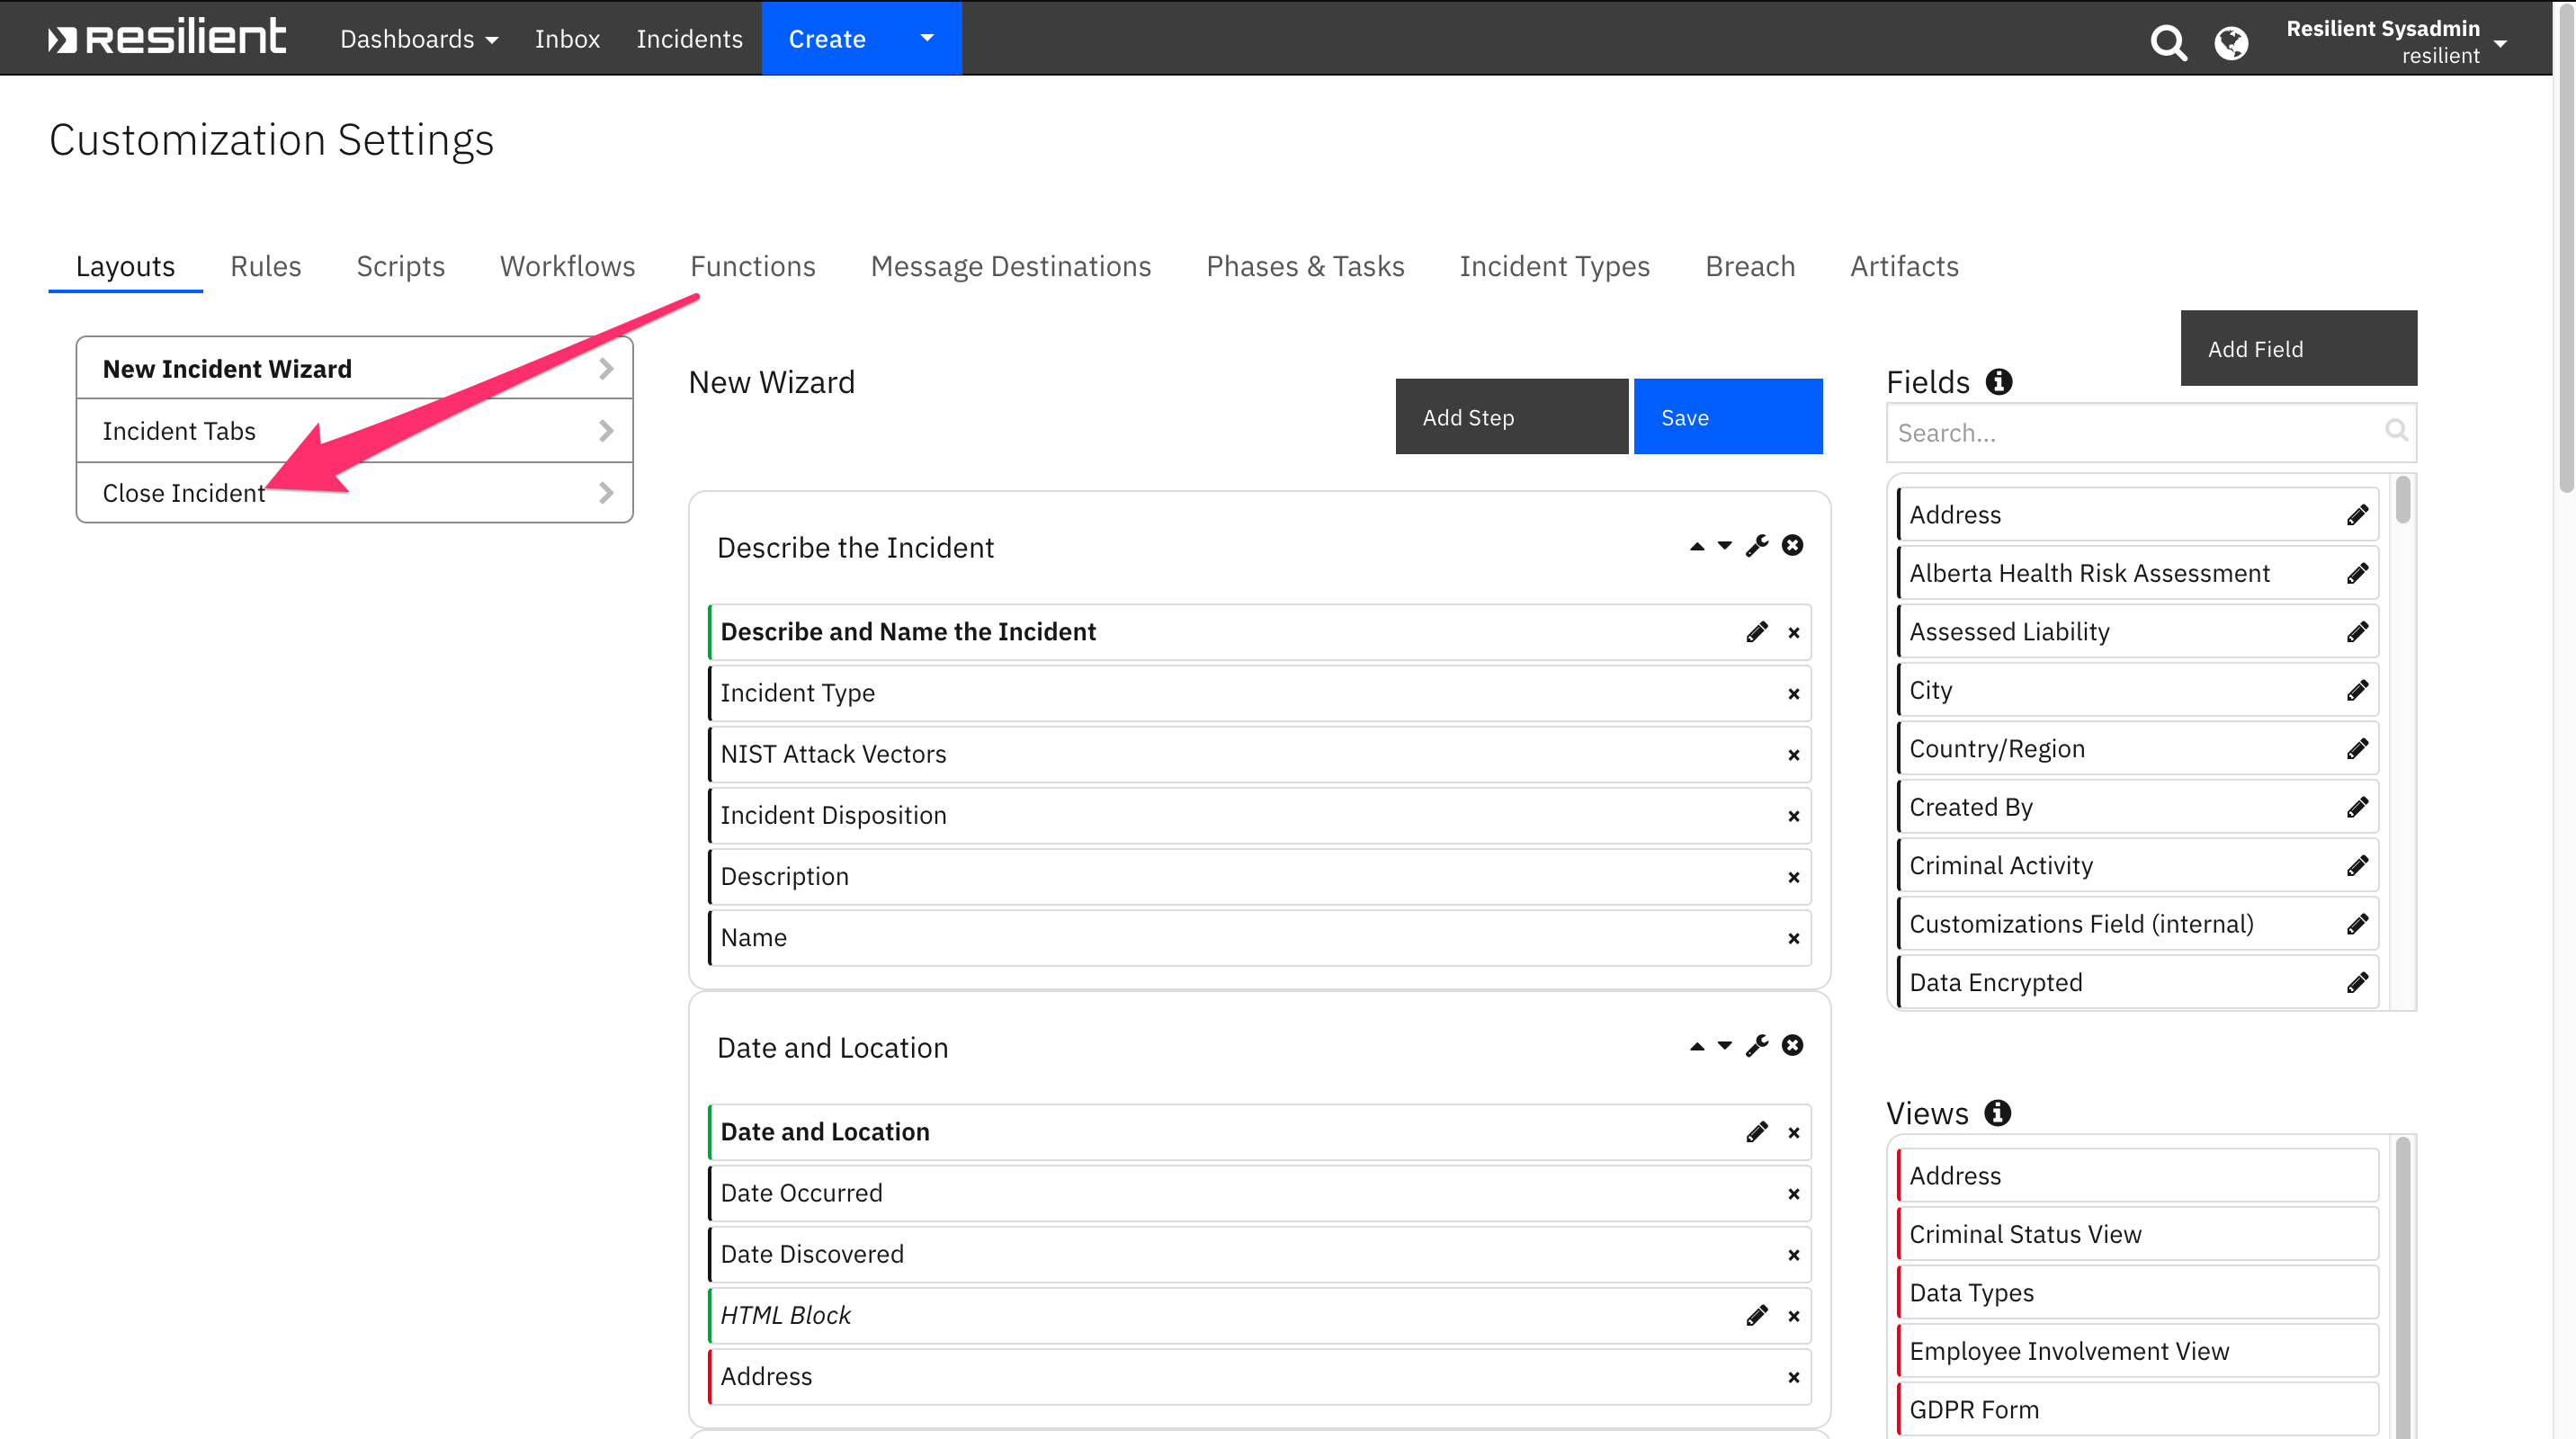 Resilient
Dashboards Inbox Incidents Create
Resilient Sysadmin
resilient
Customization Settings
Layouts Rules Scripts Workflows Functions Message Destinations Phases & Tasks Incident Types Breach Artifacts
New Incident Wizard
Incident Tabs
Close Incident
New Wizard
Add Step
Save
Describe the Incident
Describe and Name the Incident
Incident Type
NIST Attack Vectors
Incident Disposition
Description
Name
Date and Location
Date and Location
Date Occurred
Date Discovered
HTML Block
Address
Add Field
Fields
Search...
Address
Alberta Health Risk Assessment
Assessed Liability
City
Country/Region
Created By
Criminal Activity
Customizations Field (internal)
Data Encrypted
Views
Address
Criminal Status View
Data Types
Employee Involvement View
GDPR Form